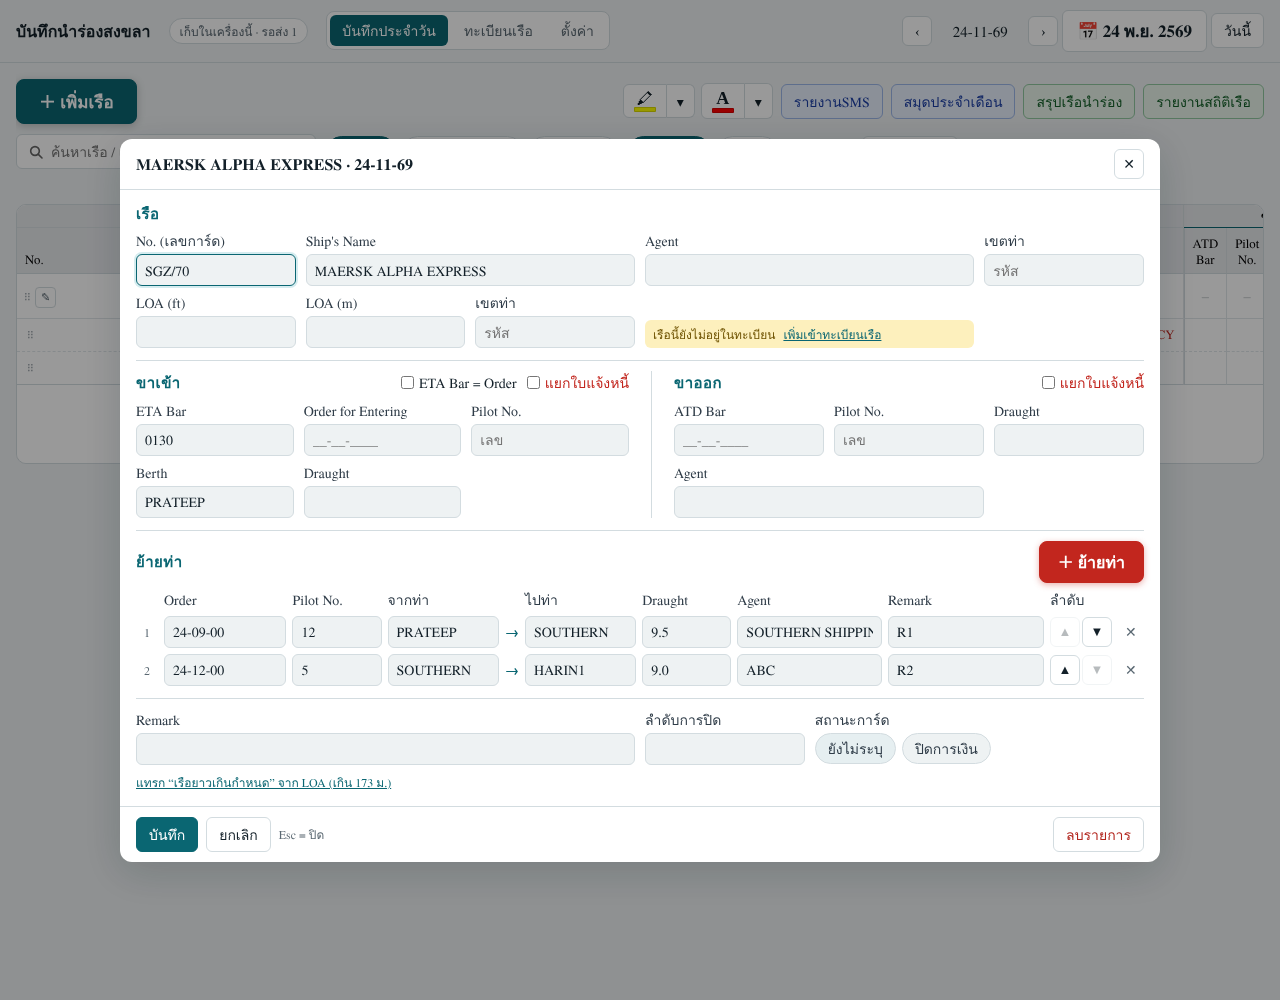 บันทึกนำร่องสงขลา
เก็บในเครื่องนี้ · รอส่ง 1
บันทึกประจำวัน
ทะเบียนเรือ
ตั้งค่า
‹
24-11-69
›
📅 24 พ.ย. 2569
วันนี้
+ เพิ่มเรือ
A
รายงานSMS
สมุดประจำเดือน
สรุปเรือนำร่อง
รายงานสถิติเรือ
ค้นหาเรือ /
No.
ATD Bar
Pilot No.
–
–
CY
MAERSK ALPHA EXPRESS · 24-11-69
✕
เรือ
No. (เลขการ์ด)
Ship's Name
Agent
เขตท่า
SGZ/70
MAERSK ALPHA EXPRESS
รหัส
LOA (ft)
LOA (m)
เขตท่า
รหัส
เรือนี้ยังไม่อยู่ในทะเบียน เพิ่มเข้าทะเบียนเรือ
ขาเข้า
ETA Bar = Order
แยกใบแจ้งหนี้
ETA Bar
Order for Entering
Pilot No.
0130
__-__-____
เลข
Berth
Draught
PRATEEP
ขาออก
แยกใบแจ้งหนี้
ATD Bar
Pilot No.
Draught
__-__-____
เลข
Agent
ย้ายท่า
+ ย้ายท่า
Order
Pilot No.
จากท่า
ไปท่า
Draught
Agent
Remark
ลำดับ
1
24-09-00
12
PRATEEP
→
SOUTHERN
9.5
SOUTHERN SHIPPIN
R1
▲
▼
✕
2
24-12-00
5
SOUTHERN
→
HARIN1
9.0
ABC
R2
▲
▼
✕
Remark
ลำดับการปิด
สถานะการ์ด
ยังไม่ระบุ
ปิดการเงิน
แทรก “เรือยาวเกินกำหนด” จาก LOA (เกิน 173 ม.)
บันทึก
ยกเลิก
Esc = ปิด
ลบรายการ